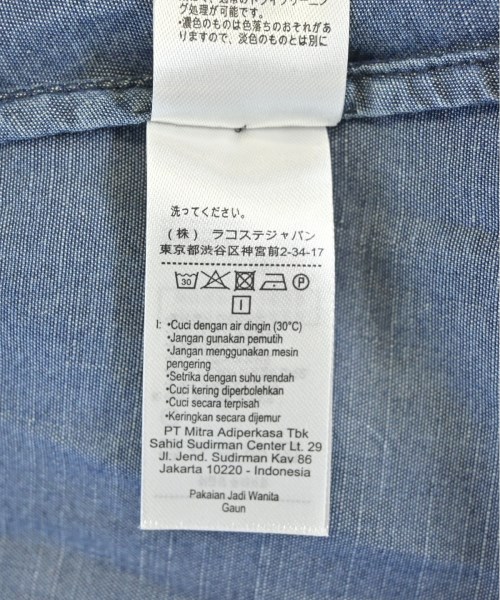 グ処理が可能です。
•濃色のものは色落ちのおそれがあ
りますので、淡色のものとは別に
洗ってください。
(株) ラコステジャパン
東京都渋谷区神宮前2-34-17
30 P
I
I: •Cuci dengan air dingin (30°C)
•Jangan gunakan pemutih
•Jangan menggunakan mesin
pengering
•Setrika dengan suhu rendah
•Cuci kering diperbolehkan
•Cuci secara terpisah
•Keringkan secara dijemur
PT Mitra Adiperkasa Tbk
Sahid Sudirman Center Lt. 29
Jl. Jend. Sudirman Kav 86
Jakarta 10220 - Indonesia
Pakaian Jadi Wanita
Gaun